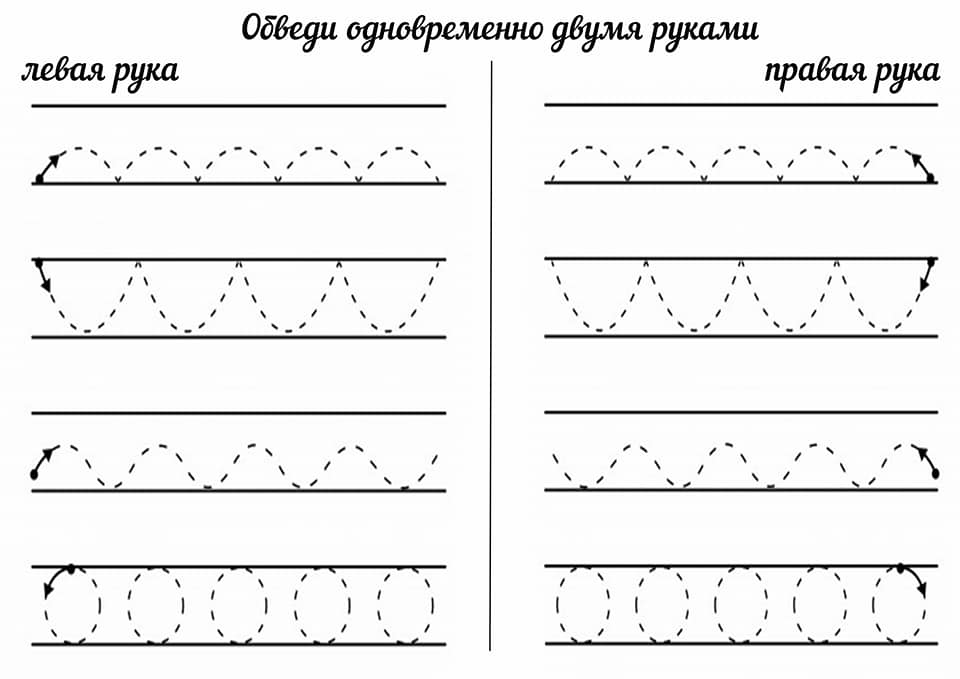 Обведи одновременно двумя руками
левая рука
правая рука